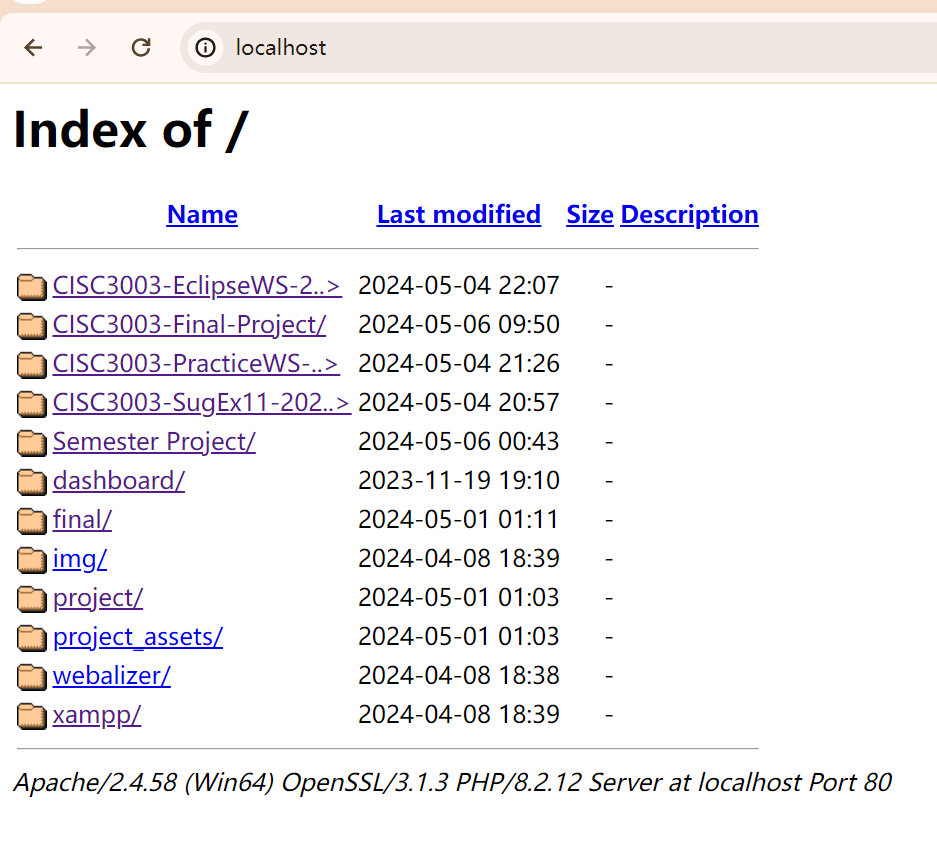 localhost
Index of /
Name Last modified Size Description
CISC3003-EclipseWS-2..> 2024-05-04 22:07 -
CISC3003-Final-Project/ 2024-05-06 09:50 -
CISC3003-PracticeWS-..> 2024-05-04 21:26 -
CISC3003-SugEx11-202..> 2024-05-04 20:57 -
Semester Project/ 2024-05-06 00:43 -
dashboard/ 2023-11-19 19:10 -
final/ 2024-05-01 01:11 -
img/ 2024-04-08 18:39 -
project/ 2024-05-01 01:03 -
project_assets/ 2024-05-01 01:03 -
webalizer/ 2024-04-08 18:38 -
xampp/ 2024-04-08 18:39 -
Apache/2.4.58 (Win64) OpenSSL/3.1.3 PHP/8.2.12 Server at localhost Port 80